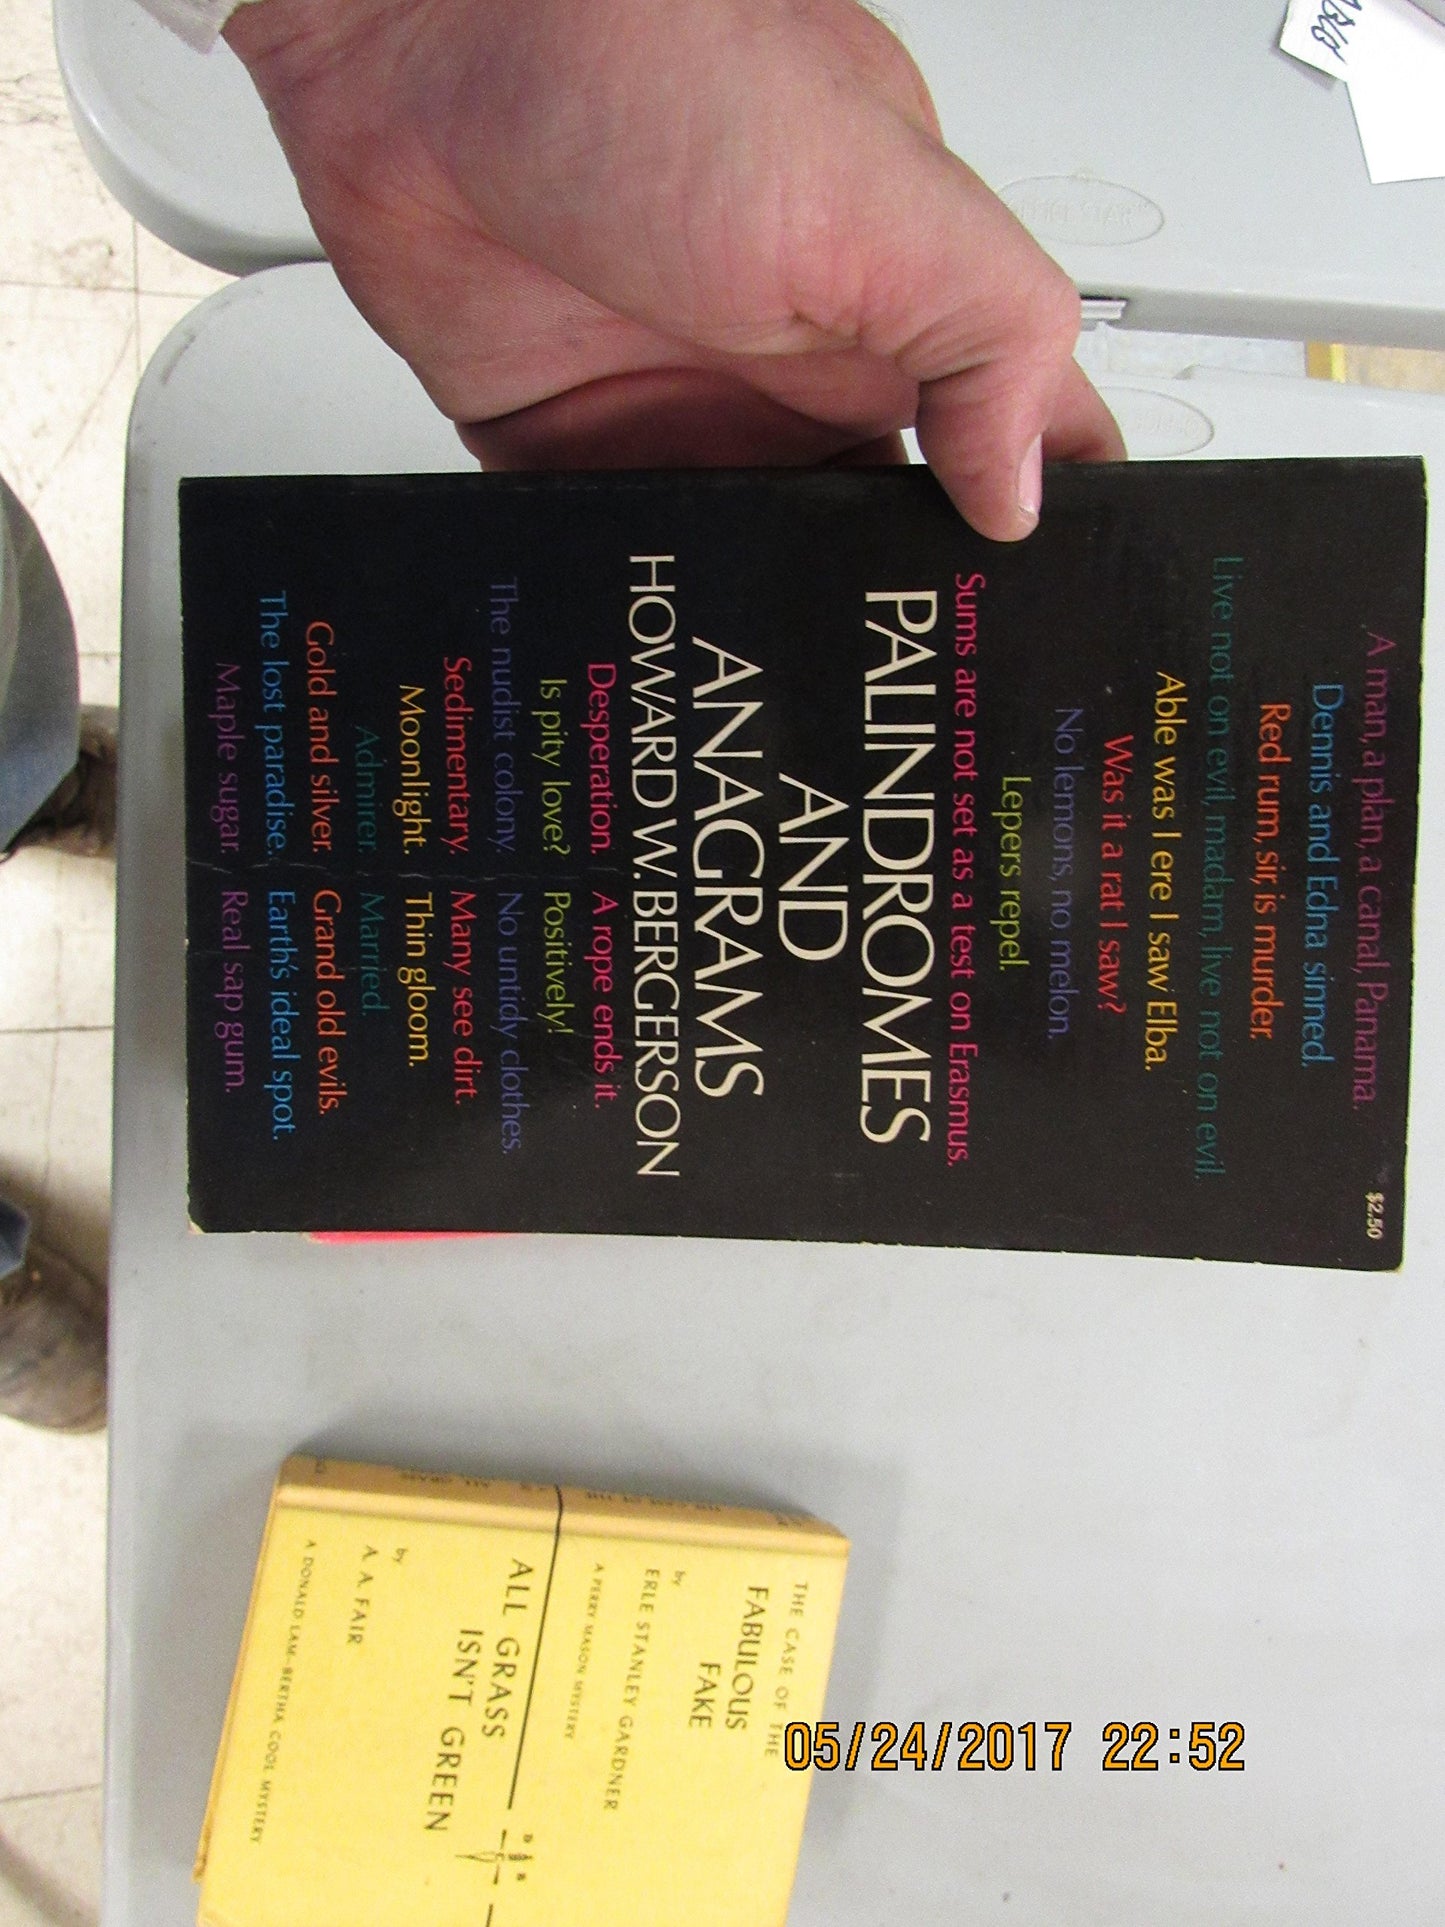 $2.50
A man, a plan, a canal, Panama.
Dennis and Edna sinned.
Red rum, sir, is murder.
Live not on evil, madam, live not on evil.
Able was I ere I saw Elba.
Was it a rat I saw?
No lemons, no melon.
Lepers repel.
Sums are not set as a test on Erasmus.
PALINDROMES
AND
ANAGRAMS
HOWARD W. BERGERSON
Desperation. A rope ends it.
Is pity love? Positively!
The nudist colony. No untidy clothes.
Sedimentary. Many see dirt.
Moonlight. Thin gloom.
Admirer. Married.
Gold and silver. Grand old evils.
The lost paradise. Earth's ideal spot.
Maple sugar. Real sap gum.
THE CASE OF THE
FABULOUS
FAKE
by
ERLE STANLEY GARDNER
A PERRY MASON MYSTERY
ALL GRASS
ISN'T GREEN
by
A. A. FAIR
A DONALD LAM–BERTHA COOL MYSTERY
05/24/2017 22:52